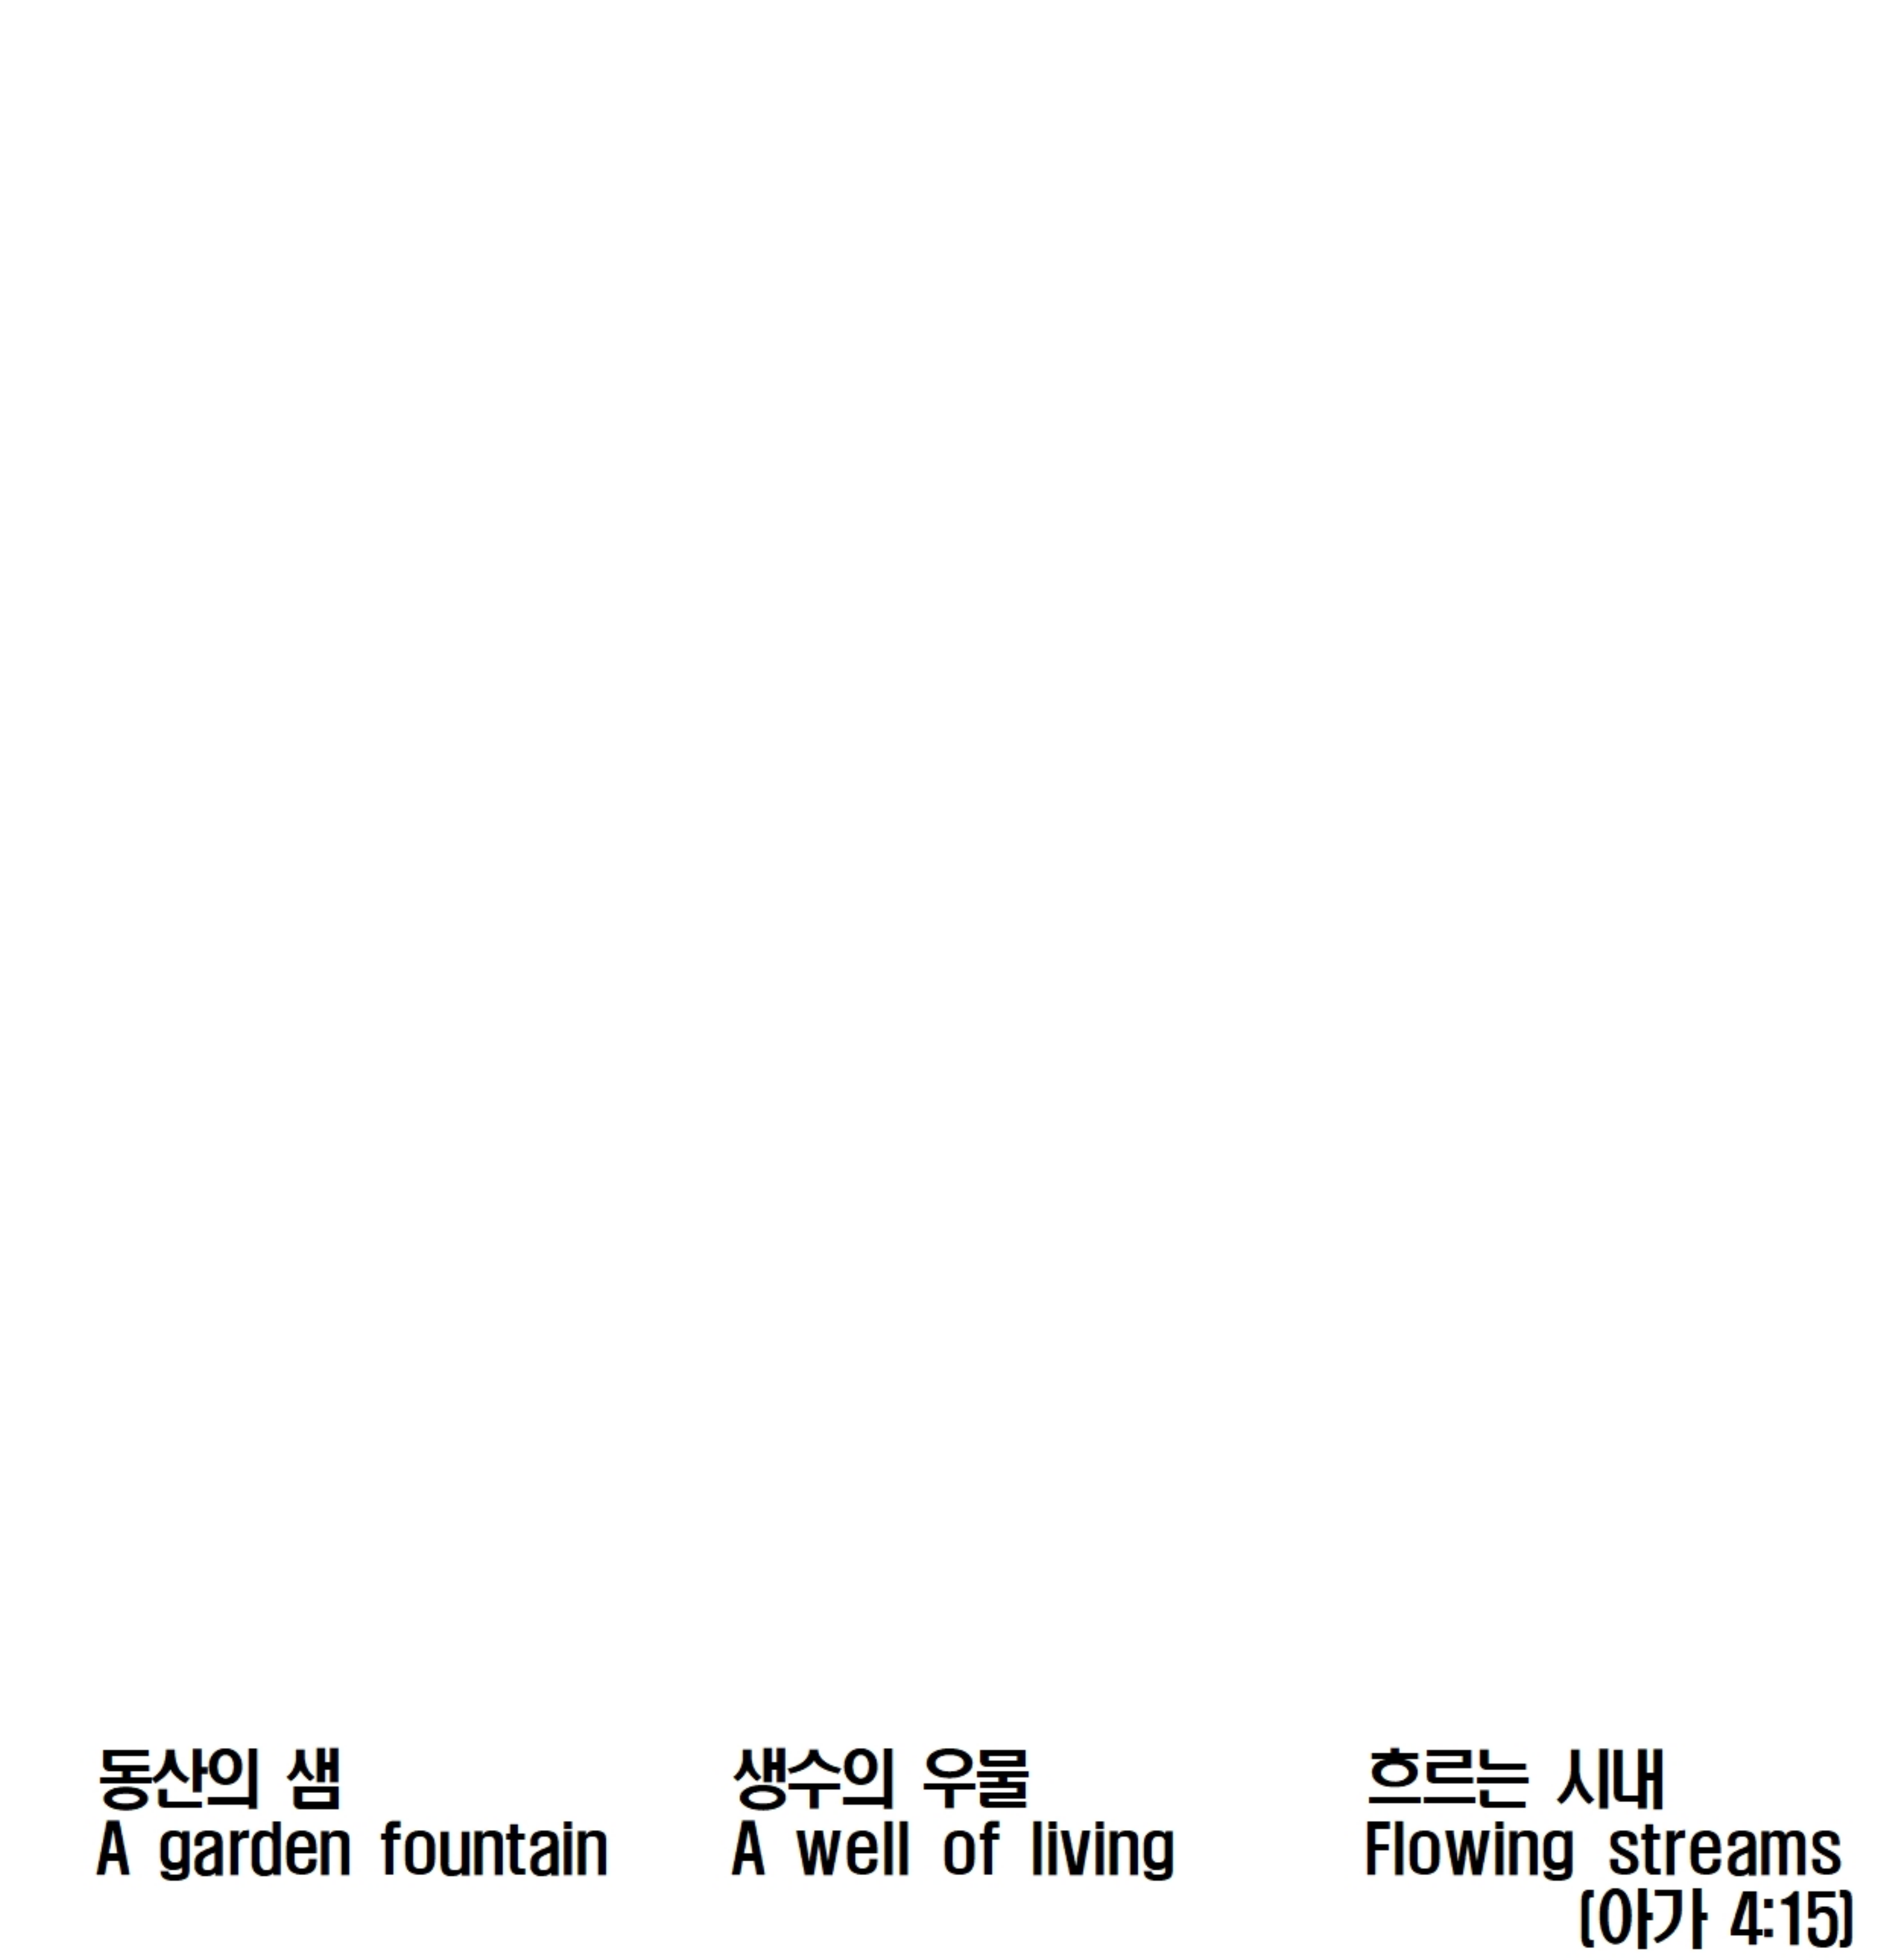 동산의 샘
A garden fountain
생수의 우물
A well of living
흐르는 시내
Flowing streams
(아가 4:15)